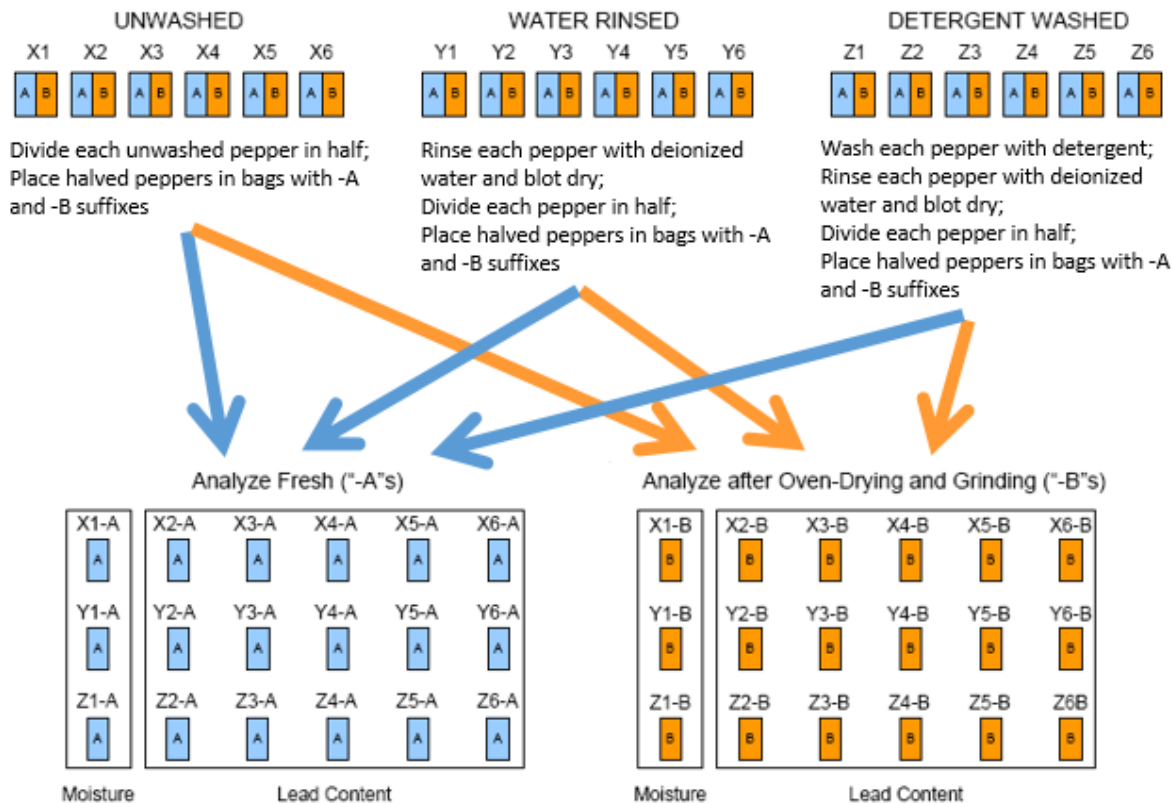 UNWASHED
X1 X2 X3 X4 X5 X6
A B A B A B A B A B A B
Divide each unwashed pepper in half;
Place halved peppers in bags with -A
and -B suffixes
WATER RINSED
Y1 Y2 Y3 Y4 Y5 Y6
A B A B A B A B A B A B
Rinse each pepper with deionized
water and blot dry;
Divide each pepper in half;
Place halved peppers in bags with -A
and -B suffixes
DETERGENT WASHED
Z1 Z2 Z3 Z4 Z5 Z6
A B A B A B A B A B A B
Wash each pepper with detergent;
Rinse each pepper with deionized
water and blot dry;
Divide each pepper in half;
Place halved peppers in bags with -A
and -B suffixes
Analyze Fresh ("-A"s)
X1-A X2-A X3-A X4-A X5-A X6-A
A A A A A A
Y1-A Y2-A Y3-A Y4-A Y5-A Y6-A
A A A A A A
Z1-A Z2-A Z3-A Z4-A Z5-A Z6-A
A A A A A A
Moisture Lead Content
Analyze after Oven-Drying and Grinding ("-B"s)
X1-B X2-B X3-B X4-B X5-B X6-B
B B B B B B
Y1-B Y2-B Y3-B Y4-B Y5-B Y6-B
B B B B B B
Z1-B Z2-B Z3-B Z4-B Z5-B Z6B
B B B B B B
Moisture Lead Content